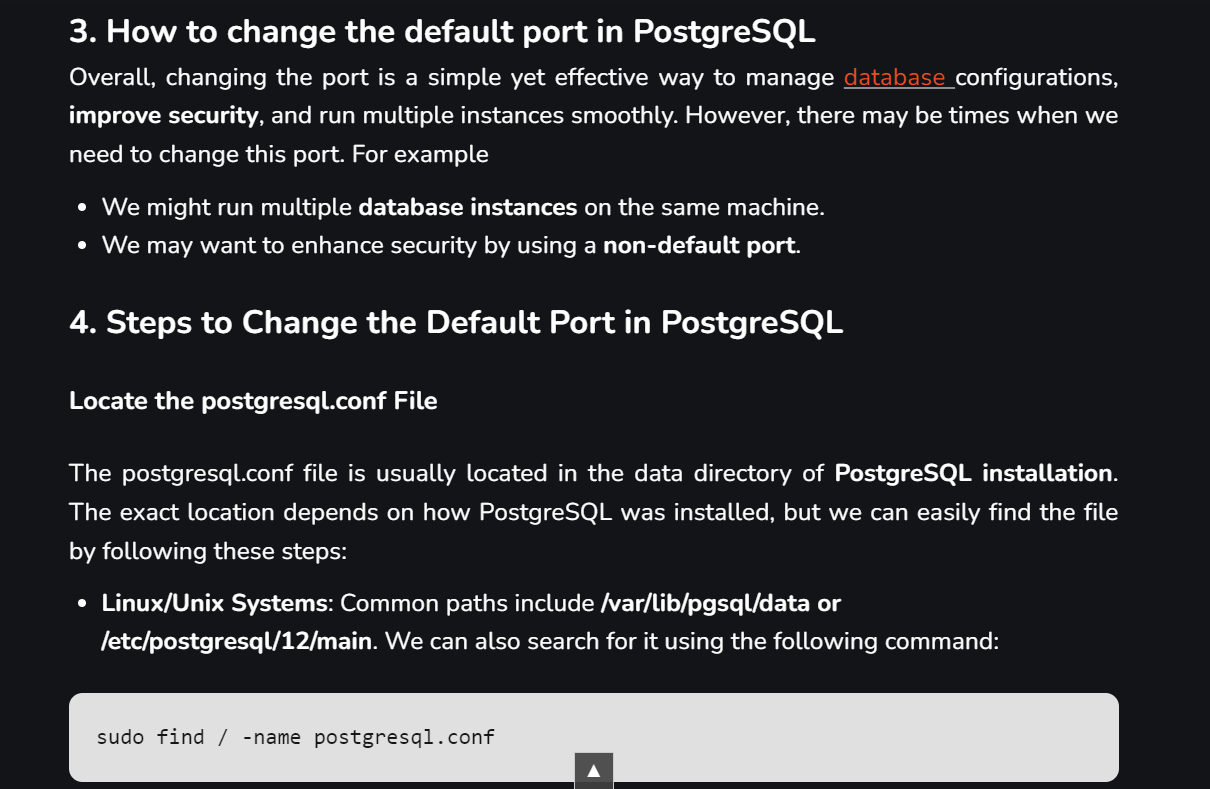 3. How to change the default port in PostgreSQL
Overall, changing the port is a simple yet effective way to manage database configurations,
improve security, and run multiple instances smoothly. However, there may be times when we
need to change this port. For example
• We might run multiple database instances on the same machine.
• We may want to enhance security by using a non-default port.
4. Steps to Change the Default Port in PostgreSQL
Locate the postgresql.conf File
The postgresql.conf file is usually located in the data directory of PostgreSQL installation.
The exact location depends on how PostgreSQL was installed, but we can easily find the file
by following these steps:
• Linux/Unix Systems: Common paths include /var/lib/pgsql/data or
/etc/postgresql/12/main. We can also search for it using the following command:
sudo find / -name postgresql.conf